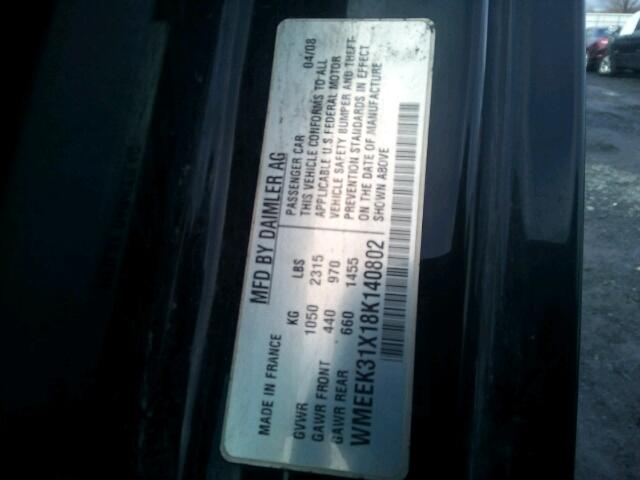 MFD BY DAIMLER AG 04/08
MADE IN FRANCE
PASSENGER CAR
THIS VEHICLE CONFORMS TO ALL
APPLICABLE U.S FEDERAL MOTOR
VEHICLE SAFETY BUMPER AND THEFT-
PREVENTION STANDARDS IN EFFECT
ON THE DATE OF MANUFACTURE
SHOWN ABOVE
KG LBS
GVWR 1050 2315
GAWR FRONT 440 970
GAWR REAR 660 1455
WMEEK31X18K140802